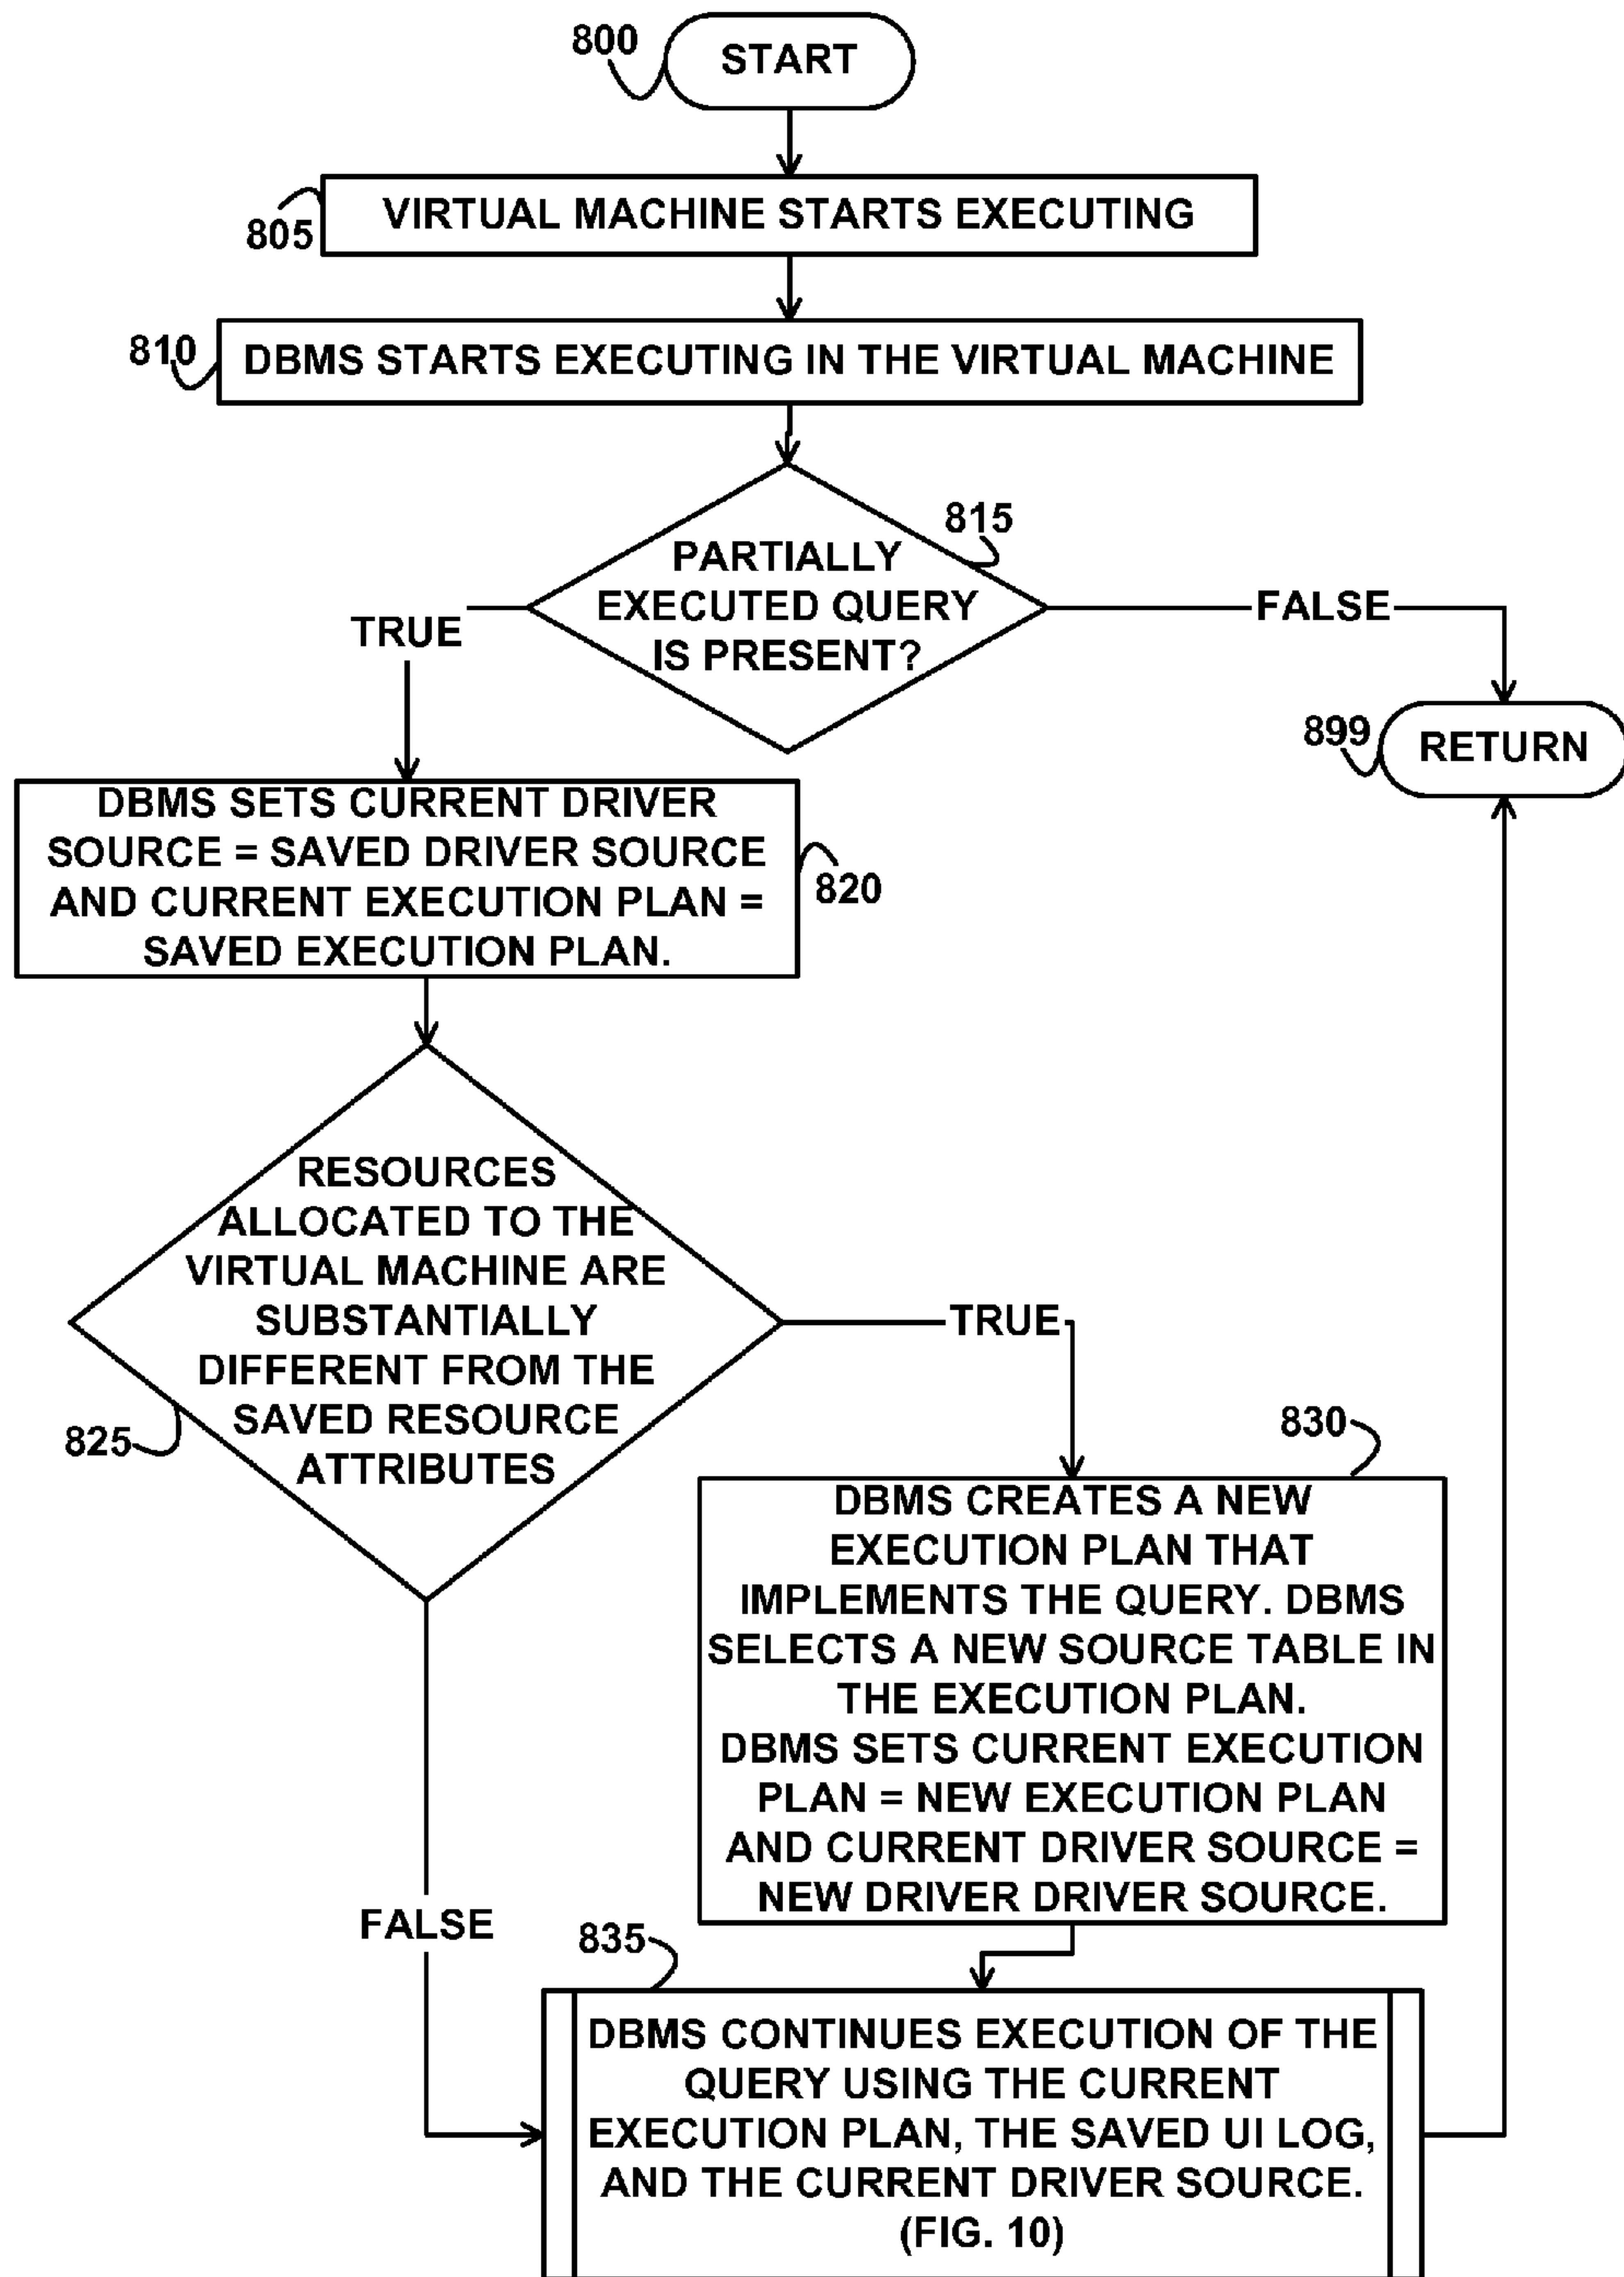 800
START
805
VIRTUAL MACHINE STARTS EXECUTING
810
DBMS STARTS EXECUTING IN THE VIRTUAL MACHINE
815
PARTIALLY
EXECUTED QUERY
IS PRESENT?
TRUE
FALSE
899
RETURN
DBMS SETS CURRENT DRIVER
SOURCE = SAVED DRIVER SOURCE
AND CURRENT EXECUTION PLAN =
SAVED EXECUTION PLAN.
820
RESOURCES
ALLOCATED TO THE
VIRTUAL MACHINE ARE
SUBSTANTIALLY
DIFFERENT FROM THE
SAVED RESOURCE
ATTRIBUTES
825
TRUE
830
DBMS CREATES A NEW
EXECUTION PLAN THAT
IMPLEMENTS THE QUERY. DBMS
SELECTS A NEW SOURCE TABLE IN
THE EXECUTION PLAN.
DBMS SETS CURRENT EXECUTION
PLAN = NEW EXECUTION PLAN
AND CURRENT DRIVER SOURCE =
NEW DRIVER DRIVER SOURCE.
FALSE
835
DBMS CONTINUES EXECUTION OF THE
QUERY USING THE CURRENT
EXECUTION PLAN, THE SAVED UI LOG,
AND THE CURRENT DRIVER SOURCE.
(FIG. 10)